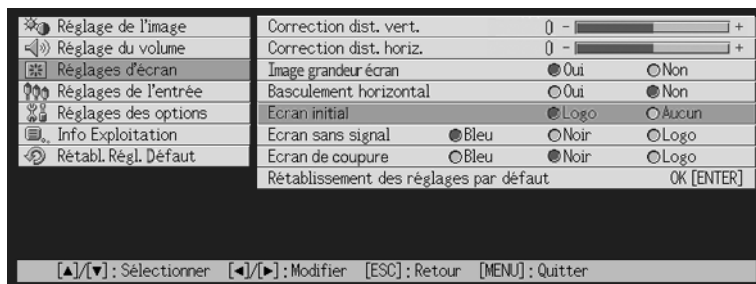 Réglage de l'image
Réglage du volume
Réglages d'écran
Réglages de l'entrée
Réglages des options
Info Exploitation
Rétabl. Régl. Défaut
Correction dist. vert. 0 - +
Correction dist. horiz. 0 - +
Image grandeur écran Oui Non
Basculement horizontal Oui Non
Ecran initial Logo Aucun
Ecran sans signal Bleu Noir Logo
Ecran de coupure Bleu Noir Logo
Rétablissement des réglages par défaut OK [ENTER]
[▲]/[▼] : Sélectionner [◄]/[►] : Modifier [ESC] : Retour [MENU] : Quitter